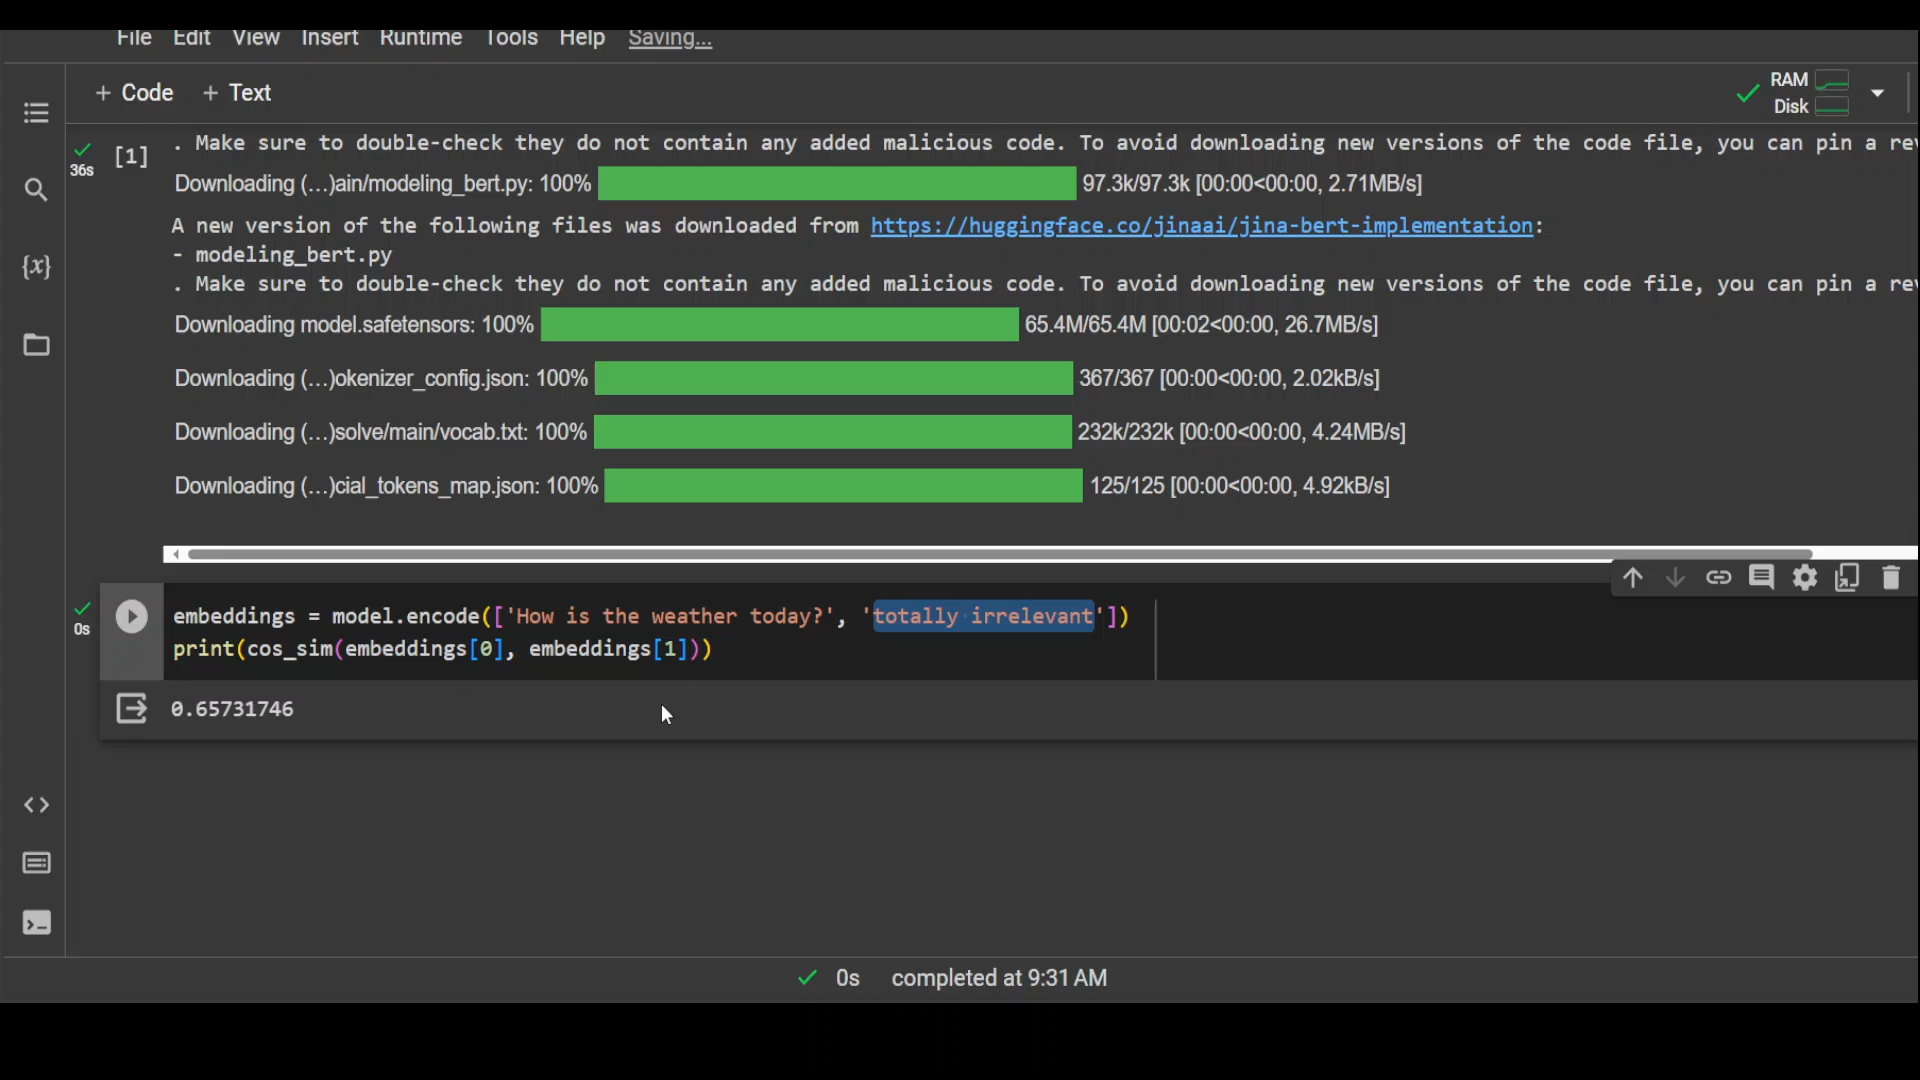 File Edit View Insert Runtime Tools Help Saving...
+ Code + Text
RAM
Disk
36s [1] . Make sure to double-check they do not contain any added malicious code. To avoid downloading new versions of the code file, you can pin a
Downloading (…)ain/modeling_bert.py: 100% 97.3k/97.3k [00:00<00:00, 2.71MB/s]
A new version of the following files was downloaded from https://huggingface.co/jinaai/jina-bert-implementation:
- modeling_bert.py
. Make sure to double-check they do not contain any added malicious code. To avoid downloading new versions of the code file, you can pin a
Downloading model.safetensors: 100% 65.4M/65.4M [00:02<00:00, 26.7MB/s]
Downloading (…)okenizer_config.json: 100% 367/367 [00:00<00:00, 2.02kB/s]
Downloading (…)solve/main/vocab.txt: 100% 232k/232k [00:00<00:00, 4.24MB/s]
Downloading (…)cial_tokens_map.json: 100% 125/125 [00:00<00:00, 4.92kB/s]
0s embeddings = model.encode(['How is the weather today?', 'totally irrelevant'])
print(cos_sim(embeddings[0], embeddings[1]))
0.65731746
0s completed at 9:31 AM